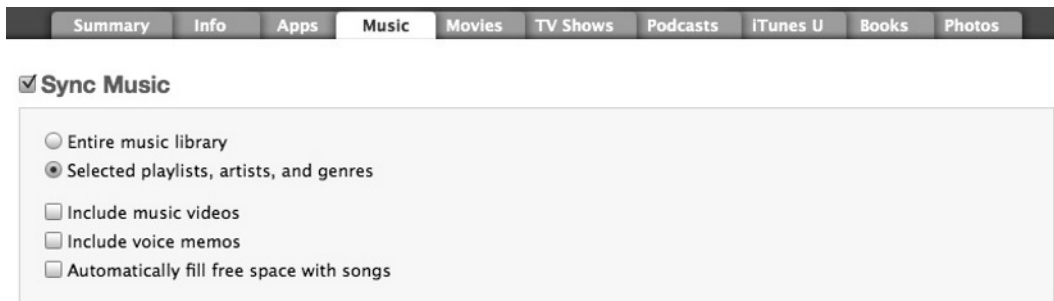 Summary Info Apps Music Movies TV Shows Podcasts iTunes U Books Photos
Sync Music
Entire music library
Selected playlists, artists, and genres
Include music videos
Include voice memos
Automatically fill free space with songs